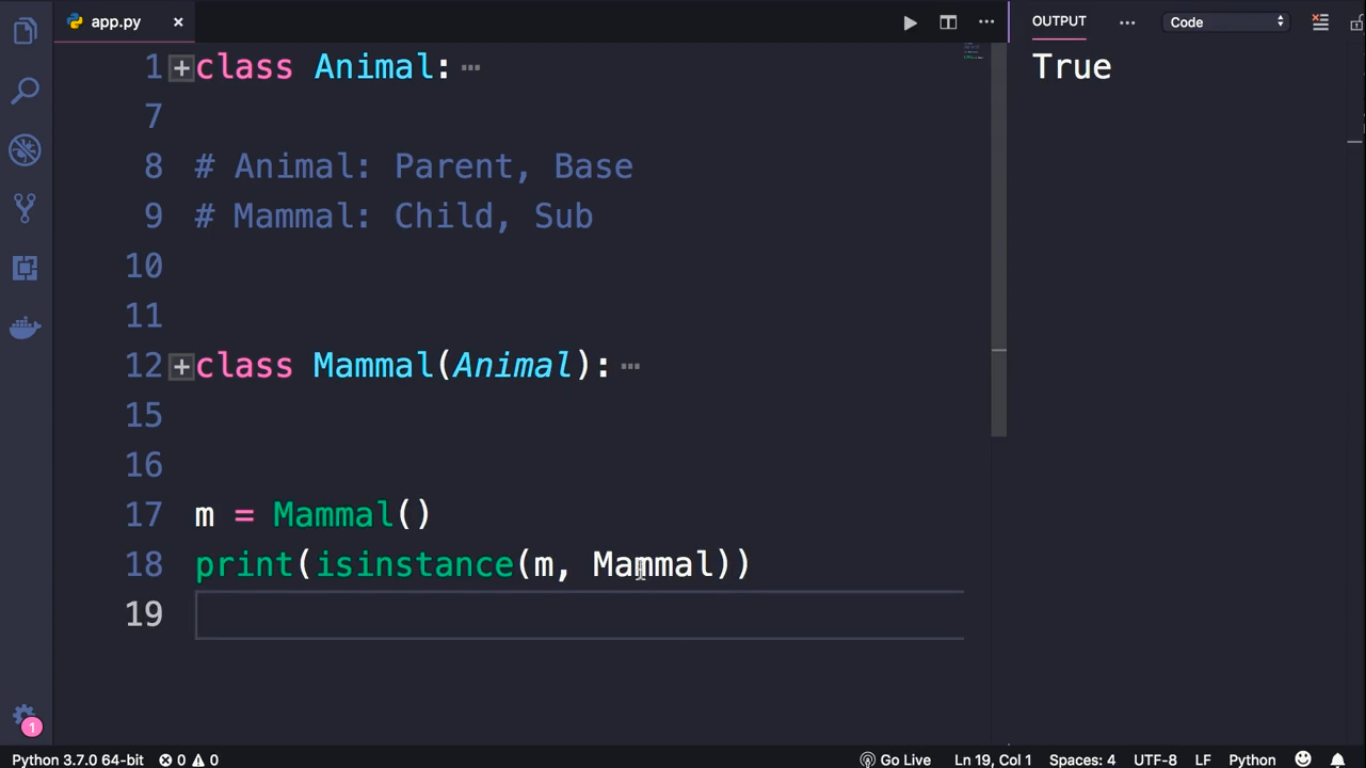 app.py ×
OUTPUT ··· Code
1 class Animal: ···
7
8 # Animal: Parent, Base
9 # Mammal: Child, Sub
10
11
12 class Mammal(Animal): ···
15
16
17 m = Mammal()
18 print(isinstance(m, Mammal))
19
True
1
Python 3.7.0 64-bit 0 0 Go Live Ln 19, Col 1 Spaces: 4 UTF-8 LF Python